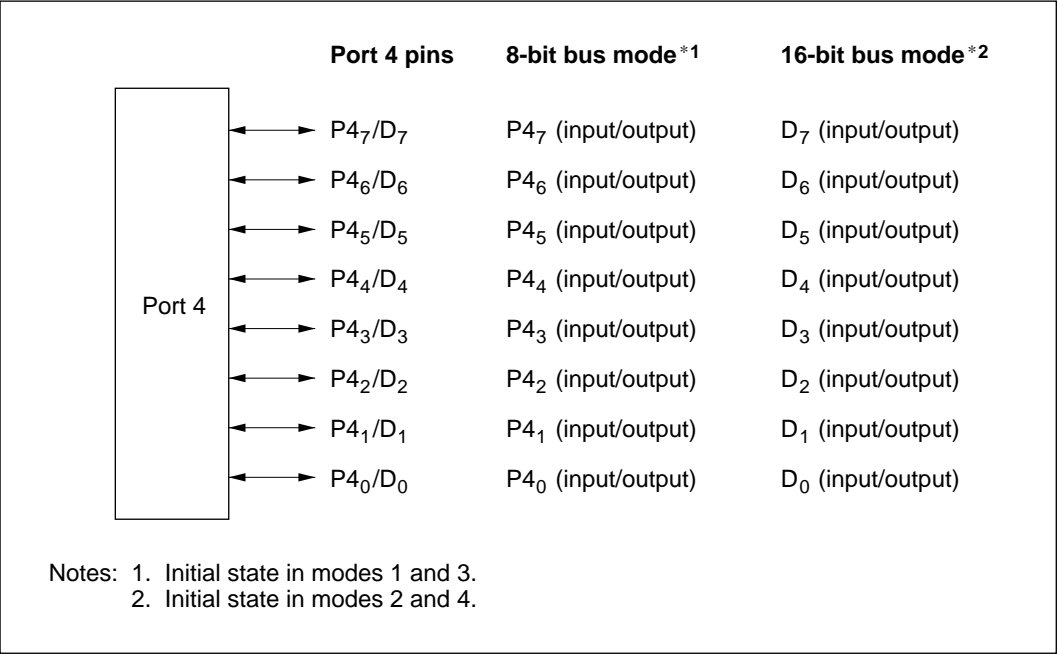 Port 4 pins 8-bit bus mode*1 16-bit bus mode*2
P4₇/D₇ P4₇ (input/output) D₇ (input/output)
P4₆/D₆ P4₆ (input/output) D₆ (input/output)
P4₅/D₅ P4₅ (input/output) D₅ (input/output)
P4₄/D₄ P4₄ (input/output) D₄ (input/output)
Port 4
P4₃/D₃ P4₃ (input/output) D₃ (input/output)
P4₂/D₂ P4₂ (input/output) D₂ (input/output)
P4₁/D₁ P4₁ (input/output) D₁ (input/output)
P4₀/D₀ P4₀ (input/output) D₀ (input/output)
Notes: 1. Initial state in modes 1 and 3.
2. Initial state in modes 2 and 4.